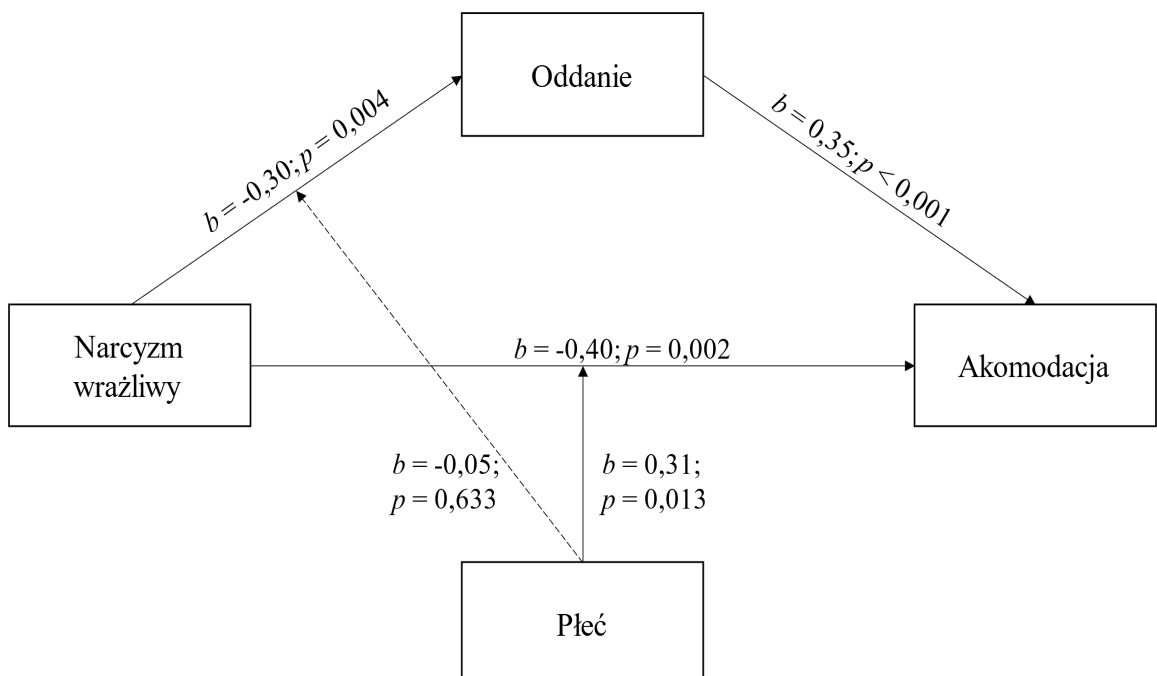 Oddanie
b = -0,30; p = 0,004
b = 0,35; p < 0,001
Narcyzm
wrażliwy
b = -0,40; p = 0,002
Akomodacja
b = -0,05;
p = 0,633
b = 0,31;
p = 0,013
Płeć